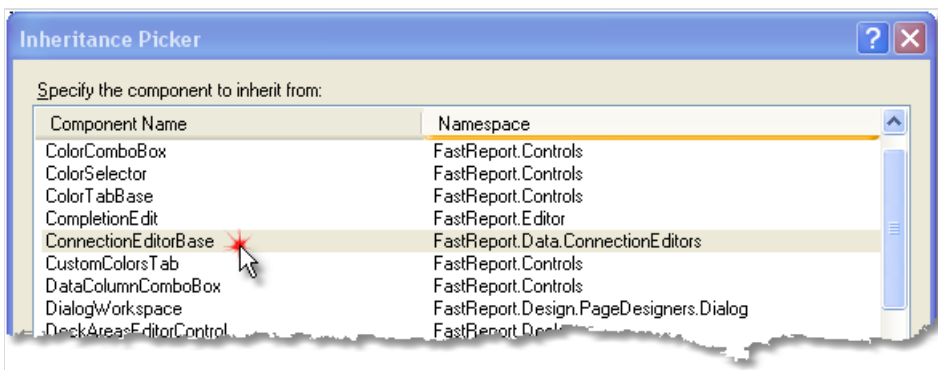 Inheritance Picker
Specify the component to inherit from:
Component Name Namespace
ColorComboBox FastReport.Controls
ColorSelector FastReport.Controls
ColorTabBase FastReport.Controls
CompletionEdit FastReport.Editor
ConnectionEditorBase FastReport.Data.ConnectionEditors
CustomColorsTab FastReport.Controls
DataColumnComboBox FastReport.Controls
DialogWorkspace FastReport.Design.PageDesigners.Dialog
DeckAreasEditorControl